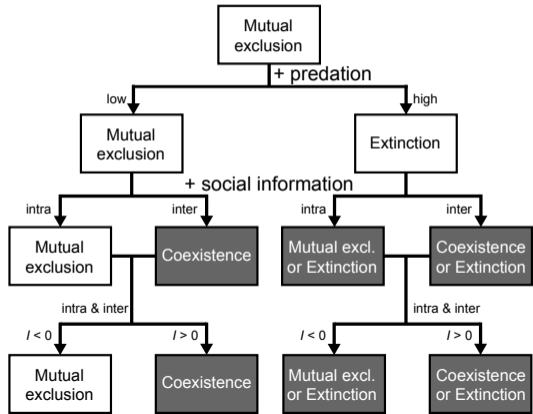 Mutual
exclusion
+ predation
low
high
Mutual
exclusion
Extinction
+ social information
intra
inter
intra
inter
Mutual
exclusion
Coexistence
Mutual excl.
or Extinction
Coexistence
or Extinction
intra & inter
intra & inter
I < 0
I > 0
I < 0
I > 0
Mutual
exclusion
Coexistence
Mutual excl.
or Extinction
Coexistence
or Extinction